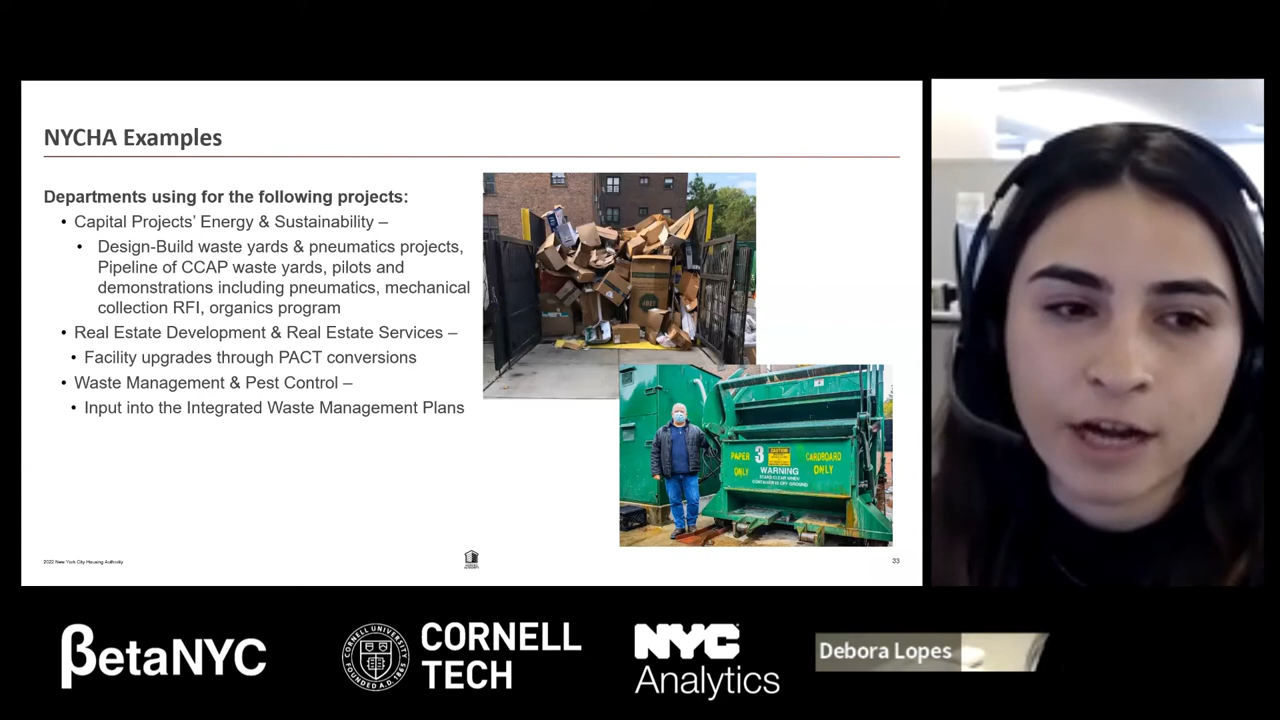 NYCHA Examples
Departments using for the following projects:
• Capital Projects’ Energy & Sustainability –
• Design-Build waste yards & pneumatics projects,
Pipeline of CCAP waste yards, pilots and
demonstrations including pneumatics, mechanical
collection RFI, organics program
• Real Estate Development & Real Estate Services –
• Facility upgrades through PACT conversions
• Waste Management & Pest Control –
• Input into the Integrated Waste Management Plans
PAPER
ONLY
3
CAUTION
WARNING
STAND CLEAR WHEN
CONTAINER IS OFF GROUND
CARDBOARD
ONLY
2022 New York City Housing Authority
33
βetaNYC
CORNELL UNIVERSITY
FOUNDED A.D. 1865
CORNELL
TECH
NYC
Analytics
Debora Lopes